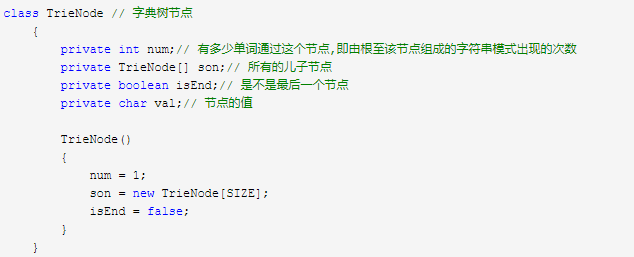 class TrieNode // 字典树节点
{
private int num;// 有多少单词通过这个节点,即由根至该节点组成的字符串模式出现的次数
private TrieNode[] son;// 所有的儿子节点
private boolean isEnd;// 是不是最后一个节点
private char val;// 节点的值
TrieNode()
{
num = 1;
son = new TrieNode[SIZE];
isEnd = false;
}
}